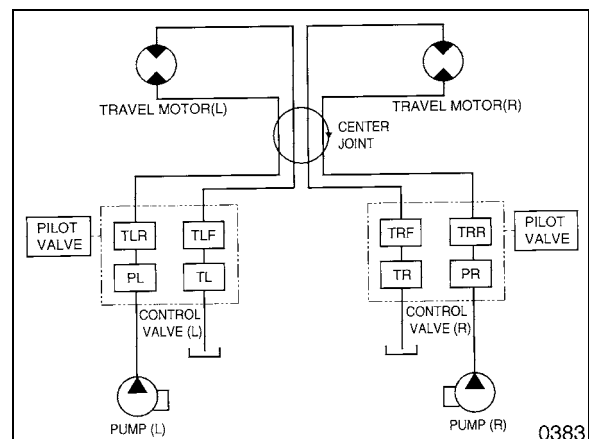 TRAVEL MOTOR(L)
TRAVEL MOTOR(R)
CENTER
JOINT
PILOT
VALVE
TLR
TLF
PL
TL
CONTROL
VALVE (L)
TRF
TRR
TR
PR
PILOT
VALVE
CONTROL
VALVE (R)
PUMP (L)
PUMP (R)
0383